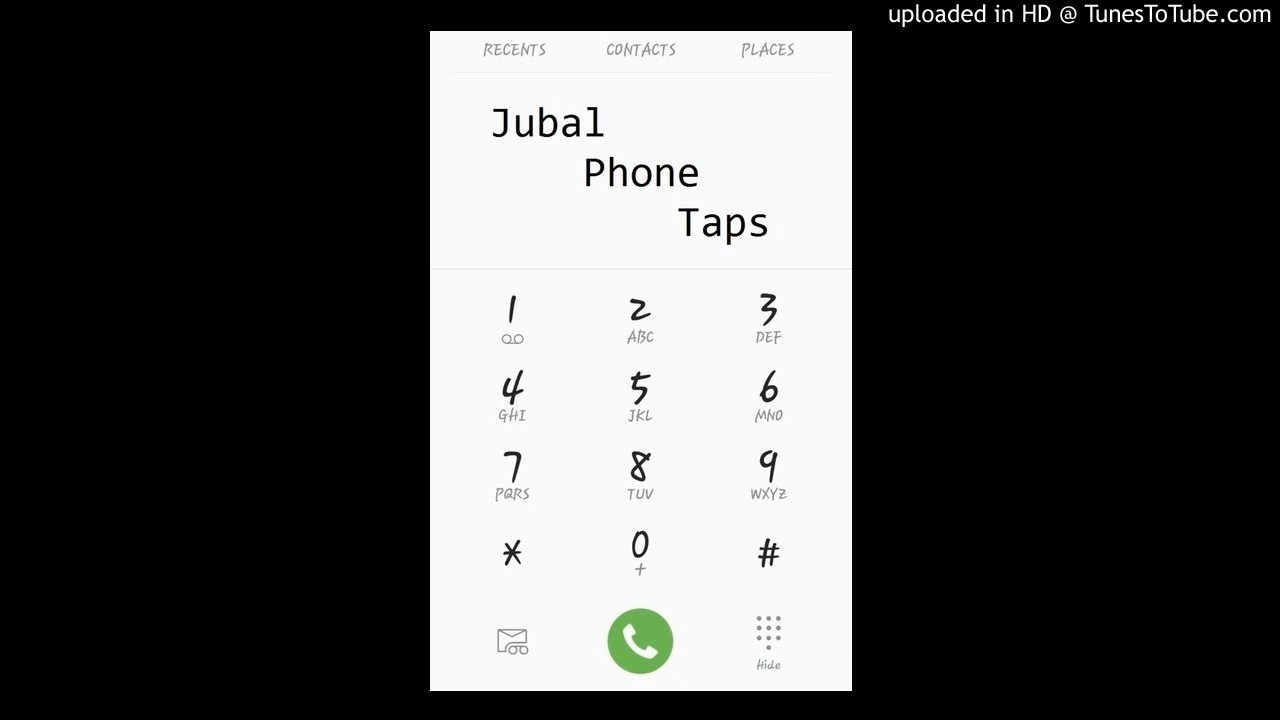 uploaded in HD @ TunesToTube.com
RECENTS CONTACTS PLACES
Jubal
Phone
Taps
1 2 3
ABC DEF
4 5 6
GHI JKL MNO
7 8 9
PQRS TUV WXYZ
* 0 #
+
Hide